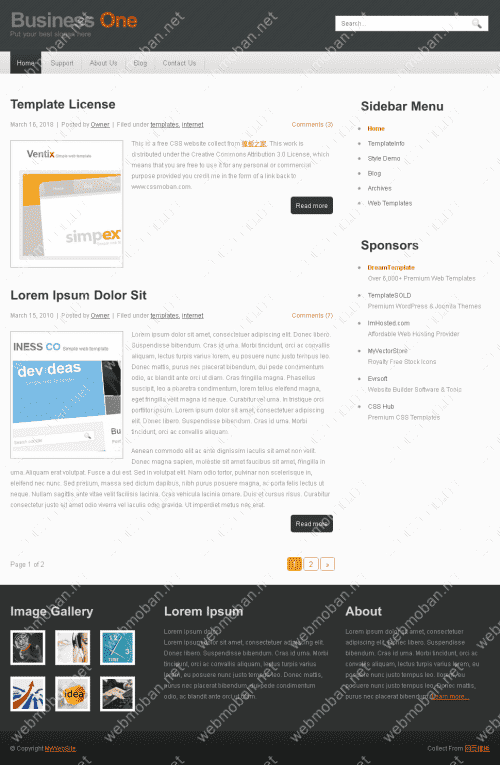 Business One
Put your best slogan here
Search...
Home
Support
About Us
Blog
Contact Us
Template License
March 16, 2010 | Posted by Owner | Filed under templates, internet
Comments (3)
This is a free CSS website collect from 模板之家. This work is
distributed under the Creative Commons Attribution 3.0 License, which
means that you are free to use it for any personal or commercial
purpose provided you credit me in the form of a link back to
www.cssmoban.com.
Ventix Simple web template
simpex
Read more
Lorem Ipsum Dolor Sit
March 15, 2010 | Posted by Owner | Filed under templates, internet
Comments (7)
INESS CO Simple web template
dev ideas
Bu
Lorem ipsum dolor sit amet, consectetuer adipiscing elit. Donec libero.
Suspendisse bibendum. Cras id urna. Morbi tincidunt, orci ac convallis
aliquam, lectus turpis varius lorem, eu posuere nunc justo tempus leo.
Donec mattis, purus nec placerat bibendum, dui pede condimentum
odio, ac blandit ante orci ut diam. Cras fringilla magna. Phasellus
suscipit, leo a pharetra condimentum, lorem tellus eleifend magna,
eget fringilla velit magna id neque. Curabitur vel urna. In tristique orci
porttitor ipsum. Lorem ipsum dolor sit amet, consectetuer adipiscing
elit. Donec libero. Suspendisse bibendum. Cras id urna. Morbi
tincidunt, orci ac convallis aliquam.
Aenean commodo elit ac ante dignissim iaculis sit amet non velit.
Donec magna sapien, molestie sit amet faucibus sit amet, fringilla in
urna. Aliquam erat volutpat. Fusce a dui est. Sed in volutpat elit. Nam odio tortor, pulvinar non scelerisque in,
eleifend nec nunc. Sed pretium, massa sed dictum dapibus, nibh purus posuere magna, ac porta felis lectus ut
neque. Nullam sagittis, ante vitae velit facilisis lacinia. Cras vehicula lacinia ornare. Duis et cursus risus. Curabitur
consectetur justo sit amet odio viverra vel iaculis odio gravida. Ut imperdiet metus nec erat.
Read more
Page 1 of 2
1
2
»
Sidebar Menu
Home
TemplateInfo
Style Demo
Blog
Archives
Web Templates
Sponsors
DreamTemplate
Over 6,000+ Premium Web Templates
TemplateSOLD
Premium WordPress & Joomla Themes
ImHosted.com
Affordable Web Hosting Provider
MyVectorStore
Royalty Free Stock Icons
Evrsoft
Website Builder Software & Tools
CSS Hub
Premium CSS Templates
Image Gallery
idea
Lorem Ipsum
Lorem ipsum dolor
Lorem ipsum dolor sit amet, consectetuer adipiscing elit.
Donec libero. Suspendisse bibendum. Cras id urna. Morbi
tincidunt, orci ac convallis aliquam, lectus turpis varius
lorem, eu posuere nunc justo tempus leo. Donec mattis,
purus nec placerat bibendum, dui pede condimentum
odio, ac blandit ante orci ut diam.
About
Lorem ipsum dolor sit amet, consectetuer
adipiscing elit. Donec libero. Suspendisse
bibendum. Cras id urna. Morbi tincidunt, orci ac
convallis aliquam, lectus turpis varius lorem, eu
posuere nunc justo tempus leo. Donec mattis,
purus nec placerat bibendum. Learn more...
© Copyright MyWebSite
Collect From 网页模板
webmoban.net